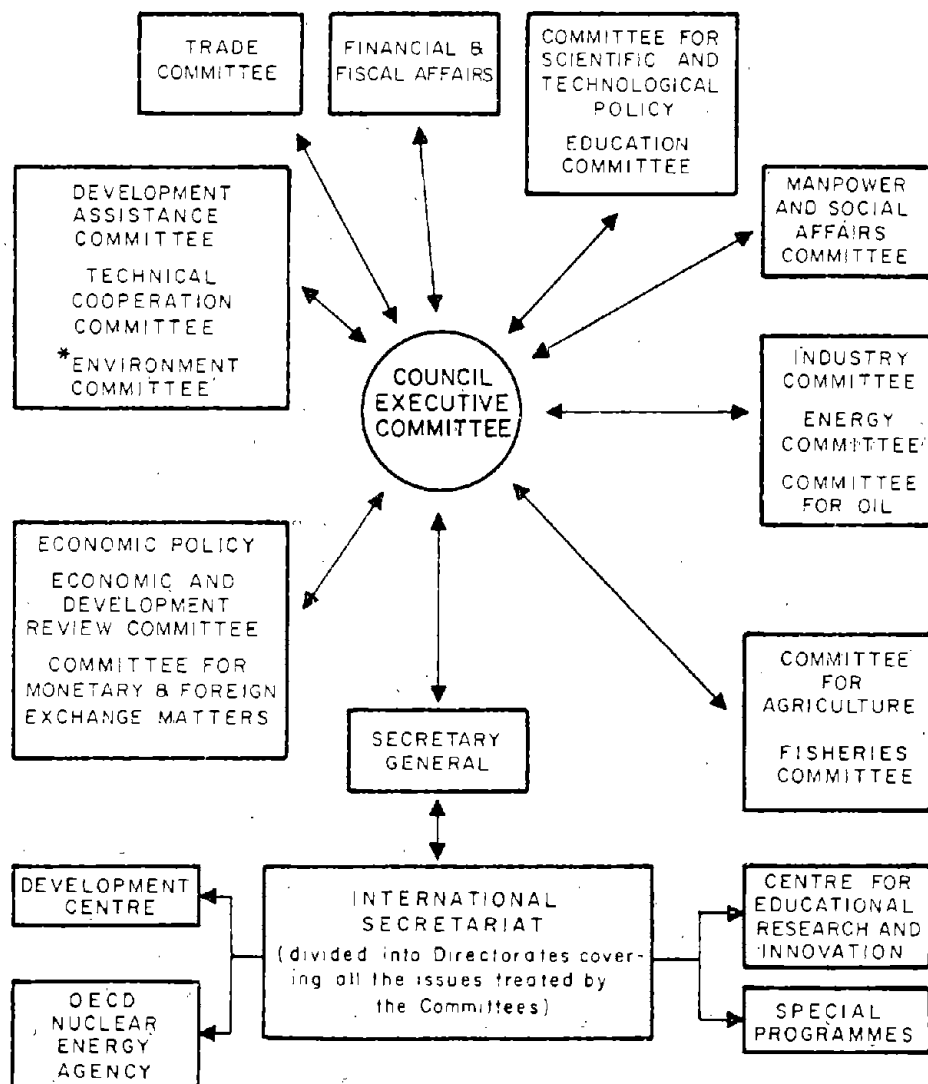 TRADE
COMMITTEE
FINANCIAL &
FISCAL AFFAIRS
COMMITTEE FOR
SCIENTIFIC AND
TECHNOLOGICAL
POLICY
EDUCATION
COMMITTEE
DEVELOPMENT
ASSISTANCE
COMMITTEE
TECHNICAL
COOPERATION
COMMITTEE
*ENVIRONMENT
COMMITTEE
MANPOWER
AND SOCIAL
AFFAIRS
COMMITTEE
COUNCIL
EXECUTIVE
COMMITTEE
INDUSTRY
COMMITTEE
ENERGY
COMMITTEE
COMMITTEE
FOR OIL
ECONOMIC POLICY
ECONOMIC AND
DEVELOPMENT
REVIEW COMMITTEE
COMMITTEE FOR
MONETARY & FOREIGN
EXCHANGE MATTERS
SECRETARY
GENERAL
COMMITTEE
FOR
AGRICULTURE
FISHERIES
COMMITTEE
DEVELOPMENT
CENTRE
INTERNATIONAL
SECRETARIAT
(divided into Directorates cover-
ing all the issues treated by
the Committees)
CENTRE FOR
EDUCATIONAL
RESEARCH AND
INNOVATION
OECD
NUCLEAR
ENERGY
AGENCY
SPECIAL
PROGRAMMES